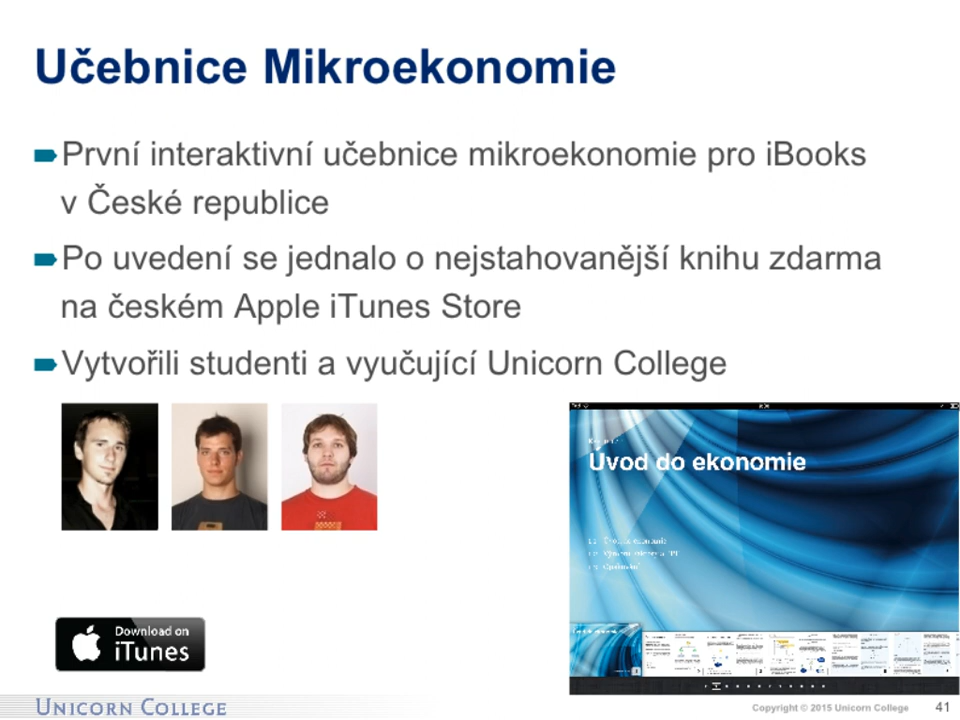 Učebnice Mikroekonomie
První interaktivní učebnice mikroekonomie pro iBooks
v České republice
Po uvedení se jednalo o nejstahovanější knihu zdarma
na českém Apple iTunes Store
Vytvořili studenti a vyučující Unicorn College
Úvod do ekonomie
Download on
iTunes
UNICORN COLLEGE
Copyright © 2015 Unicorn College
41